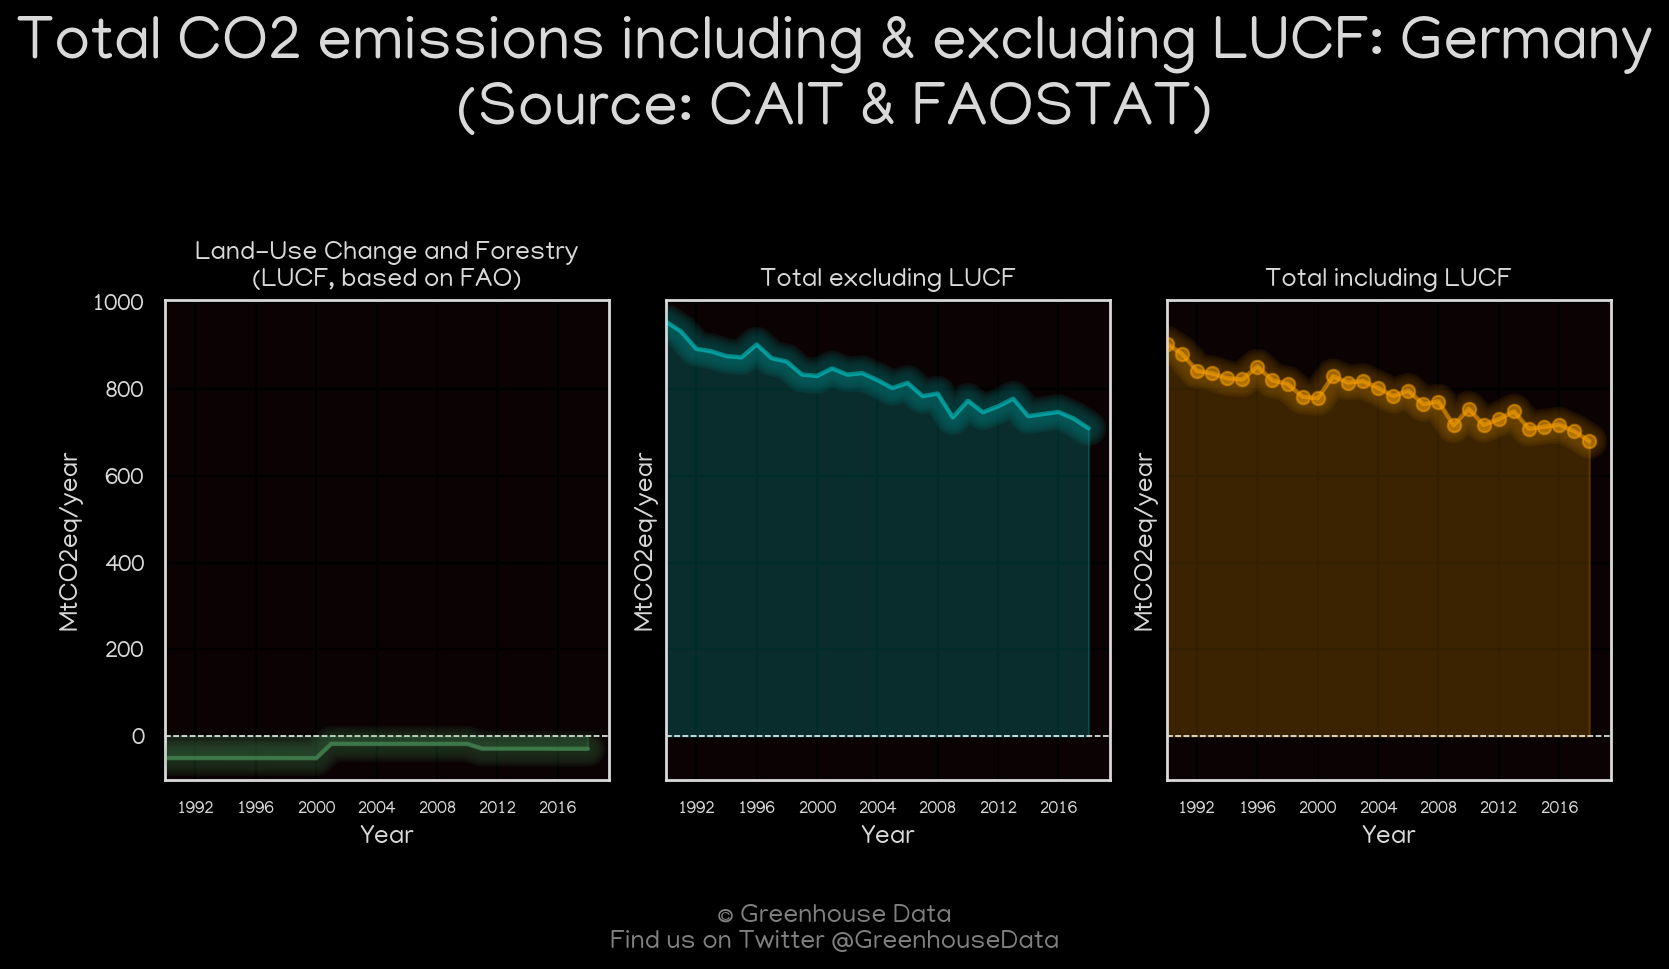 Total CO2 emissions including & excluding LUCF: Germany
(Source: CAIT & FAOSTAT)
Land-Use Change and Forestry
(LUCF, based on FAO)
Total excluding LUCF
Total including LUCF
1000
800
600
400
200
0
MtCO2eq/year
MtCO2eq/year
MtCO2eq/year
1992 1996 2000 2004 2008 2012 2016
1992 1996 2000 2004 2008 2012 2016
1992 1996 2000 2004 2008 2012 2016
Year
Year
Year
© Greenhouse Data
Find us on Twitter @GreenhouseData